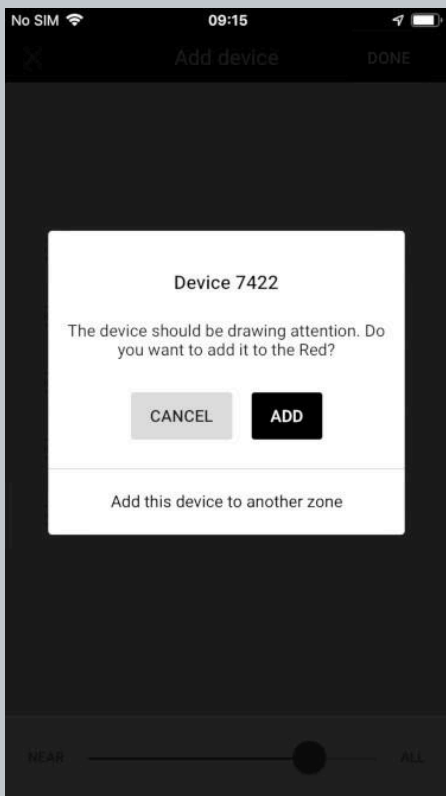 No SIM 09:15
Add device DONE
Device 7422
The device should be drawing attention. Do
you want to add it to the Red?
CANCEL ADD
Add this device to another zone
NEAR ALL